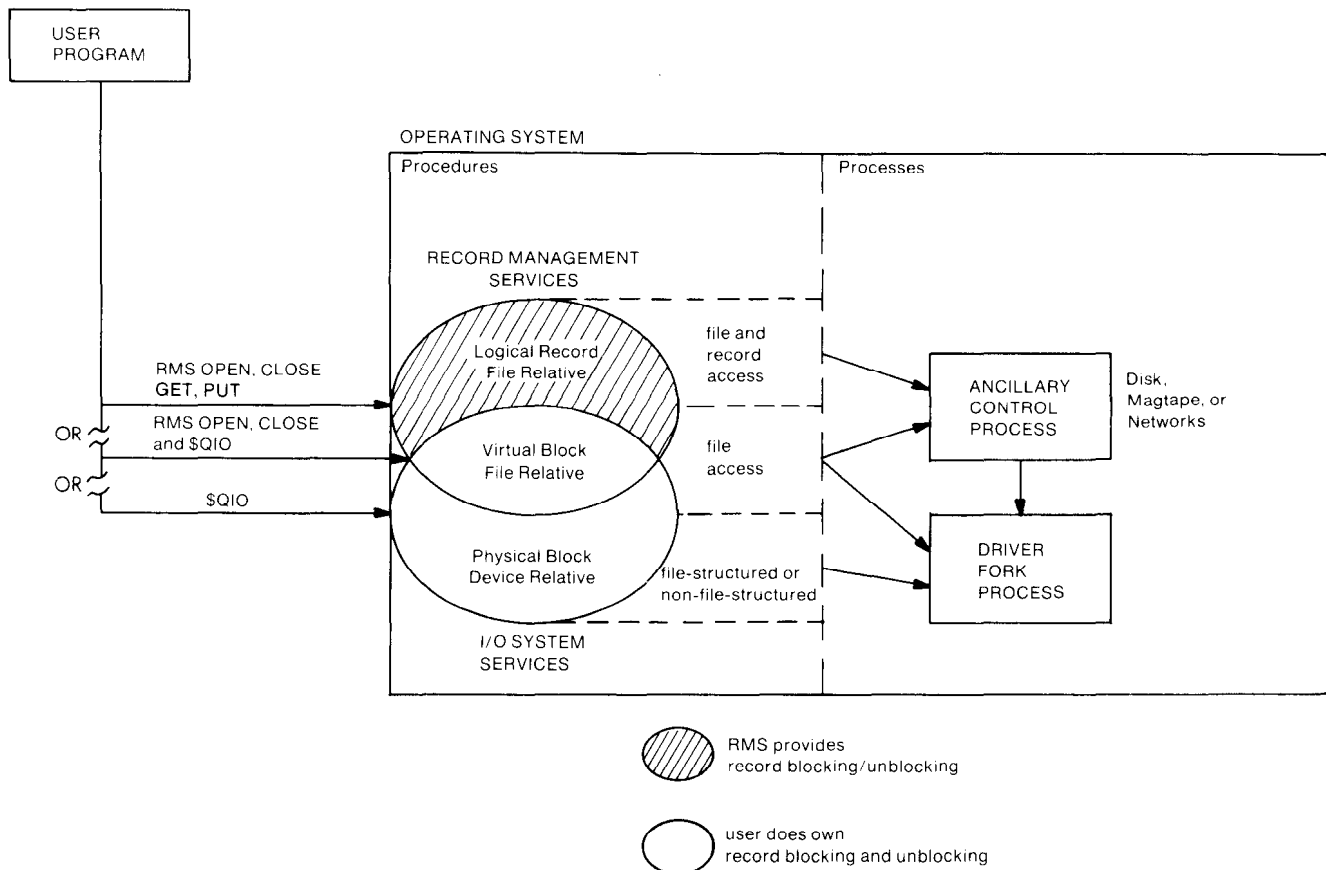 USER
PROGRAM
OPERATING SYSTEM
Procedures
Processes
RECORD MANAGEMENT
SERVICES
Logical Record
File Relative
file and
record
access
RMS OPEN, CLOSE
GET, PUT
ANCILLARY
CONTROL
PROCESS
Disk,
Magtape, or
Networks
OR
RMS OPEN, CLOSE
and $QIO
Virtual Block
File Relative
file
access
OR
$QIO
Physical Block
Device Relative
file-structured or
non-file-structured
DRIVER
FORK
PROCESS
I/O SYSTEM
SERVICES
RMS provides
record blocking/unblocking
user does own
record blocking and unblocking